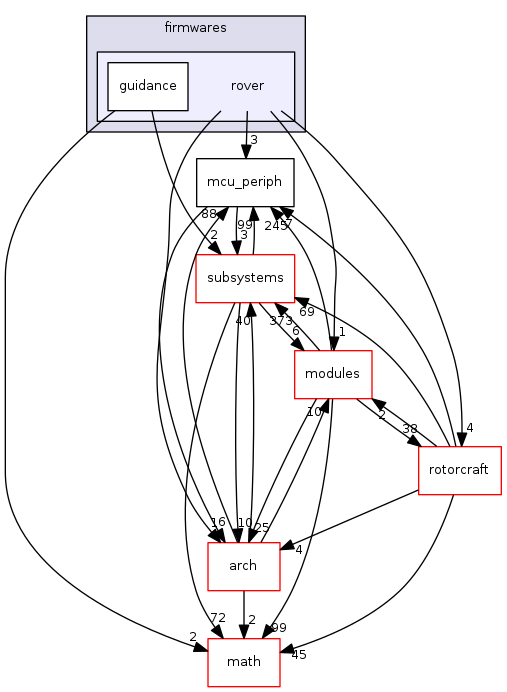 firmwares
guidance
rover
3
mcu_periph
88
99
245
7
2
3
subsystems
69
40
373
6
1
modules
10
2
38
4
rotorcraft
16
10
25
arch
4
72
2
99
2
45
math